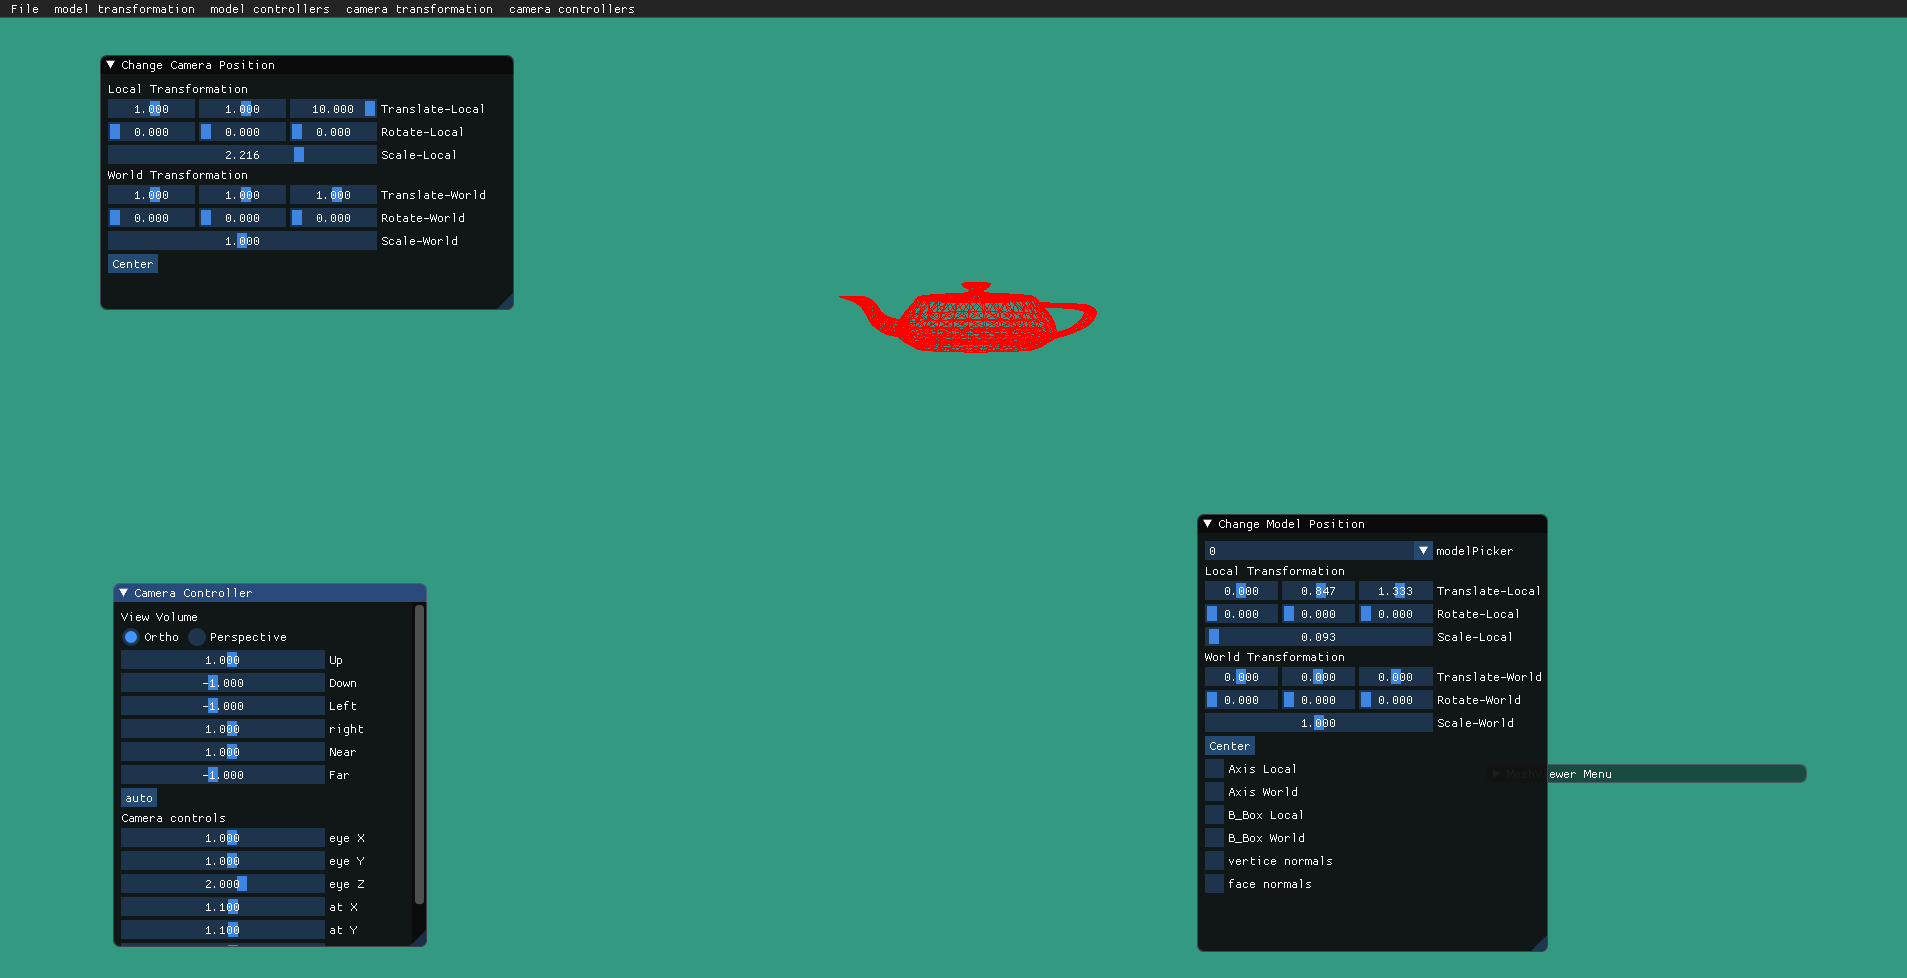 File model transformation model controllers camera transformation camera controllers
Change Camera Position
Local Transformation
1.000 1.000 10.000 Translate-Local
0.000 0.000 0.000 Rotate-Local
2.216 Scale-Local
World Transformation
1.000 1.000 1.000 Translate-World
0.000 0.000 0.000 Rotate-World
1.000 Scale-World
Center
Camera Controller
View Volume
Ortho Perspective
1.000 Up
-1.000 Down
-1.000 Left
1.000 right
1.000 Near
-1.000 Far
auto
Camera controls
1.000 eye X
1.000 eye Y
2.000 eye Z
1.100 at X
1.100 at Y
Change Model Position
0 modelPicker
Local Transformation
0.000 0.847 1.333 Translate-Local
0.000 0.000 0.000 Rotate-Local
0.093 Scale-Local
World Transformation
0.000 0.000 0.000 Translate-World
0.000 0.000 0.000 Rotate-World
1.000 Scale-World
Center
Axis Local
Axis World
B_Box Local
B_Box World
vertice normals
face normals
MeshViewer Menu